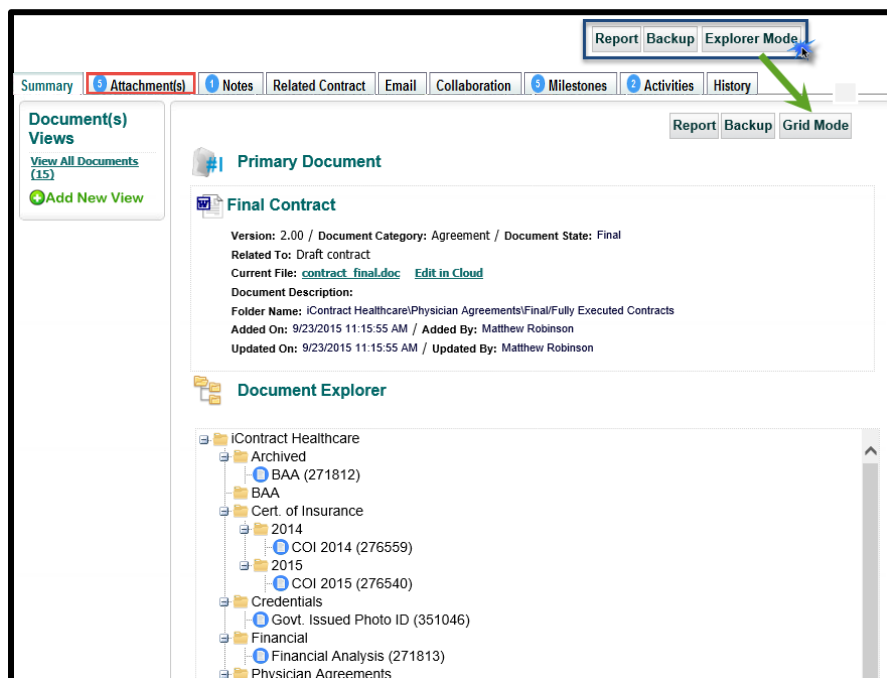 Report Backup Explorer Mode
Summary 5 Attachment(s) 1 Notes Related Contract Email Collaboration 5 Milestones 2 Activities History
Document(s)
Views
View All Documents
(15)
Add New View
Report Backup Grid Mode
#1 Primary Document
Final Contract
Version: 2.00 / Document Category: Agreement / Document State: Final
Related To: Draft contract
Current File: contract_final.doc Edit in Cloud
Document Description:
Folder Name: iContract Healthcare\Physician Agreements\Final/Fully Executed Contracts
Added On: 9/23/2015 11:15:55 AM / Added By: Matthew Robinson
Updated On: 9/23/2015 11:15:55 AM / Updated By: Matthew Robinson
Document Explorer
iContract Healthcare
Archived
BAA (271812)
BAA
Cert. of Insurance
2014
COI 2014 (276559)
2015
COI 2015 (276540)
Credentials
Govt. Issued Photo ID (351046)
Financial
Financial Analysis (271813)
Physician Agreements